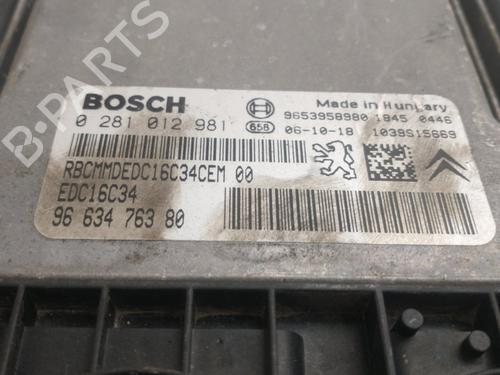 B-PARTS
BOSCH
Made in Hungary
0 281 012 981
658
9653958980 1845 0446
06-10-18 1039S15669
RBCMMDEDC16C34CEM 00
EDC16C34
96 634 763 80